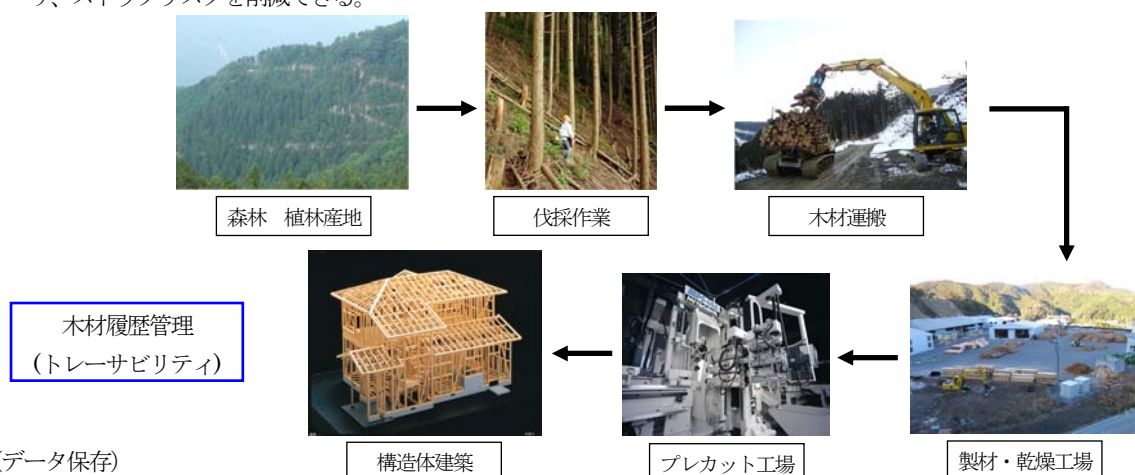 り、ストックリスクを削減できる。
森林　植林産地
伐採作業
木材運搬
木材履歴管理
(トレーサビリティ)
構造体建築
プレカット工場
製材・乾燥工場
(データ保存)